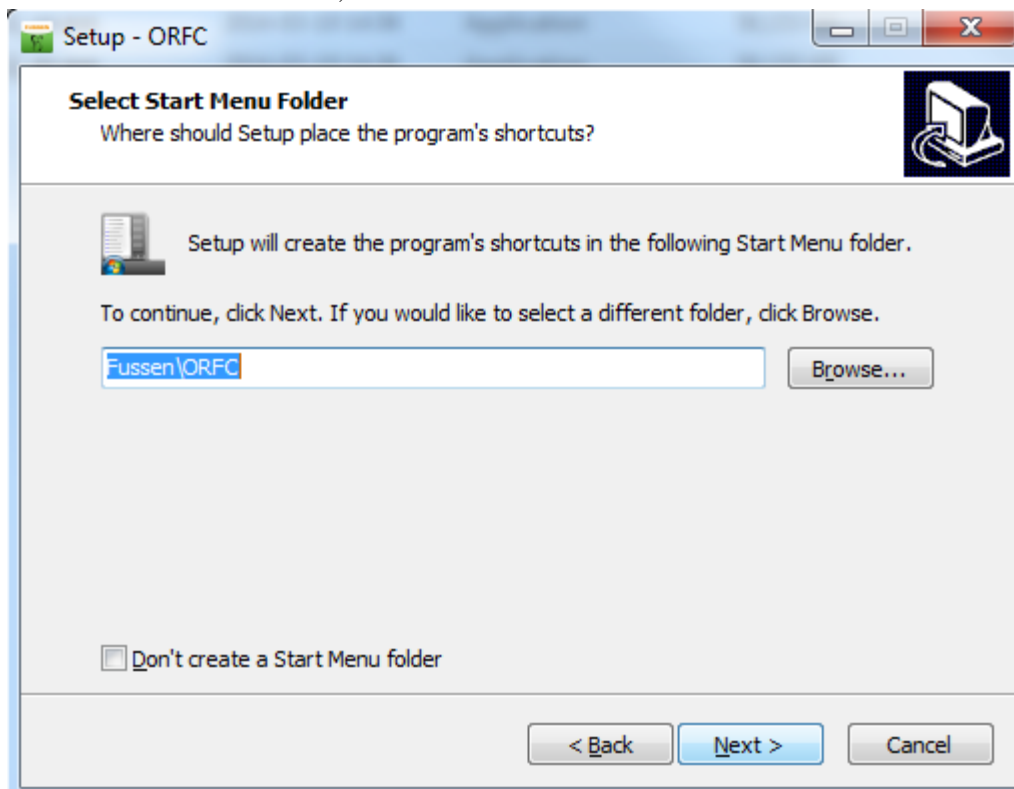 Setup - ORFC
Select Start Menu Folder
Where should Setup place the program's shortcuts?
Setup will create the program's shortcuts in the following Start Menu folder.
To continue, click Next. If you would like to select a different folder, click Browse.
Fussen\ORFC
Browse...
Don't create a Start Menu folder
< Back
Next >
Cancel